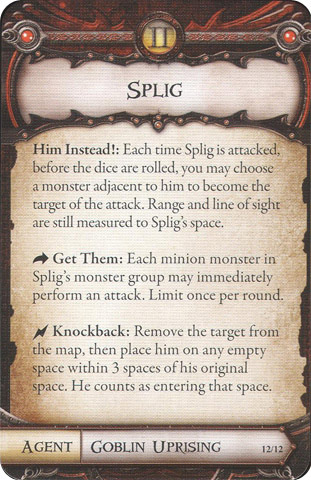 II
SPLIG
Him Instead!: Each time Splig is attacked,
before the dice are rolled, you may choose
a monster adjacent to him to become the
target of the attack. Range and line of sight
are still measured to Splig's space.
Get Them: Each minion monster in
Splig's monster group may immediately
perform an attack. Limit once per round.
Knockback: Remove the target from
the map, then place him on any empty
space within 3 spaces of his original
space. He counts as entering that space.
AGENT GOBLIN UPRISING 12/12